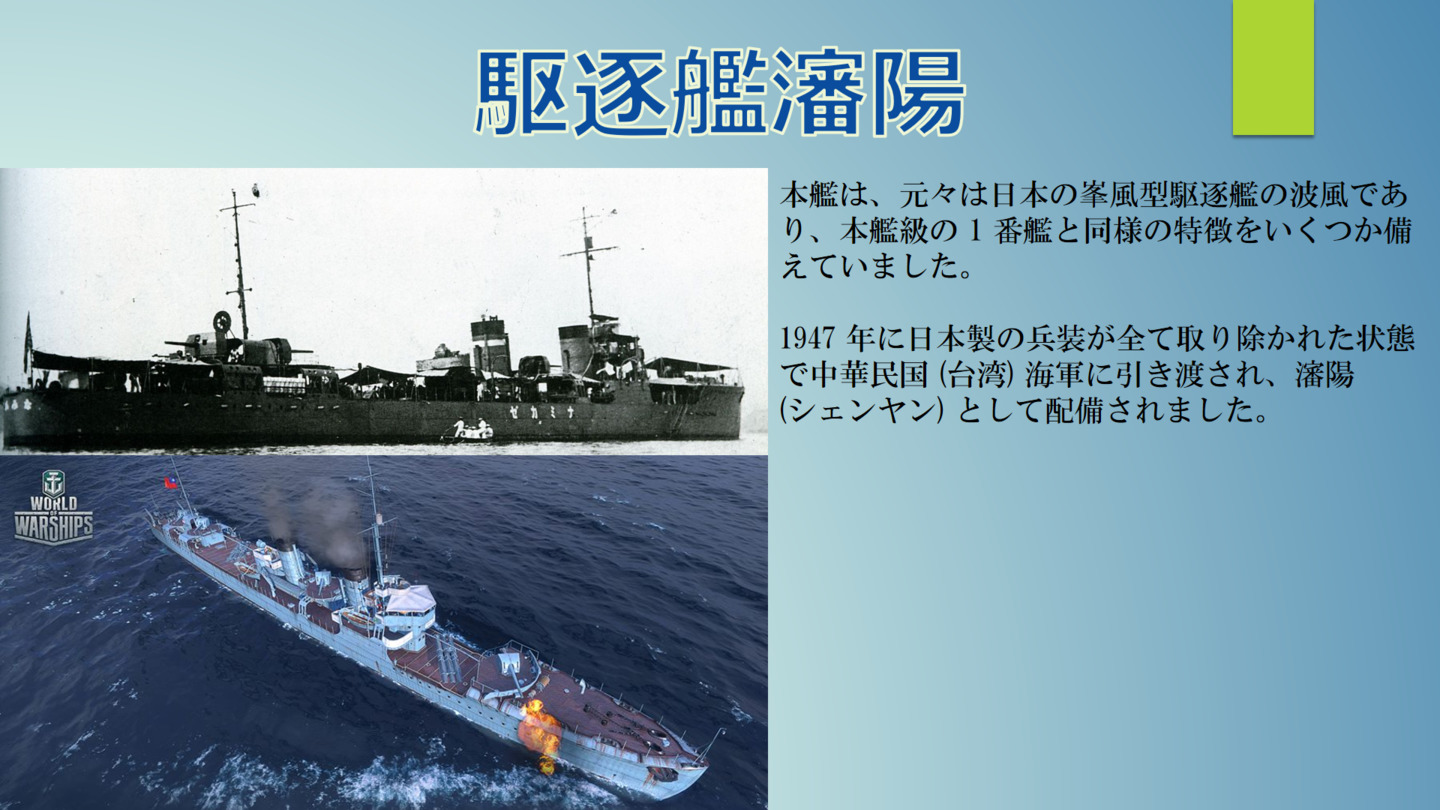 駆逐艦瀋陽
本艦は、元々は日本の峯風型駆逐艦の波風であ
り、本艦級の 1 番艦と同様の特徴をいくつか備
えていました。
1947 年に日本製の兵装が全て取り除かれた状態
で中華民国 (台湾) 海軍に引き渡され、瀋陽
(シェンヤン) として配備されました。
ゼカミナ
WORLD
OF
WARSHIPS